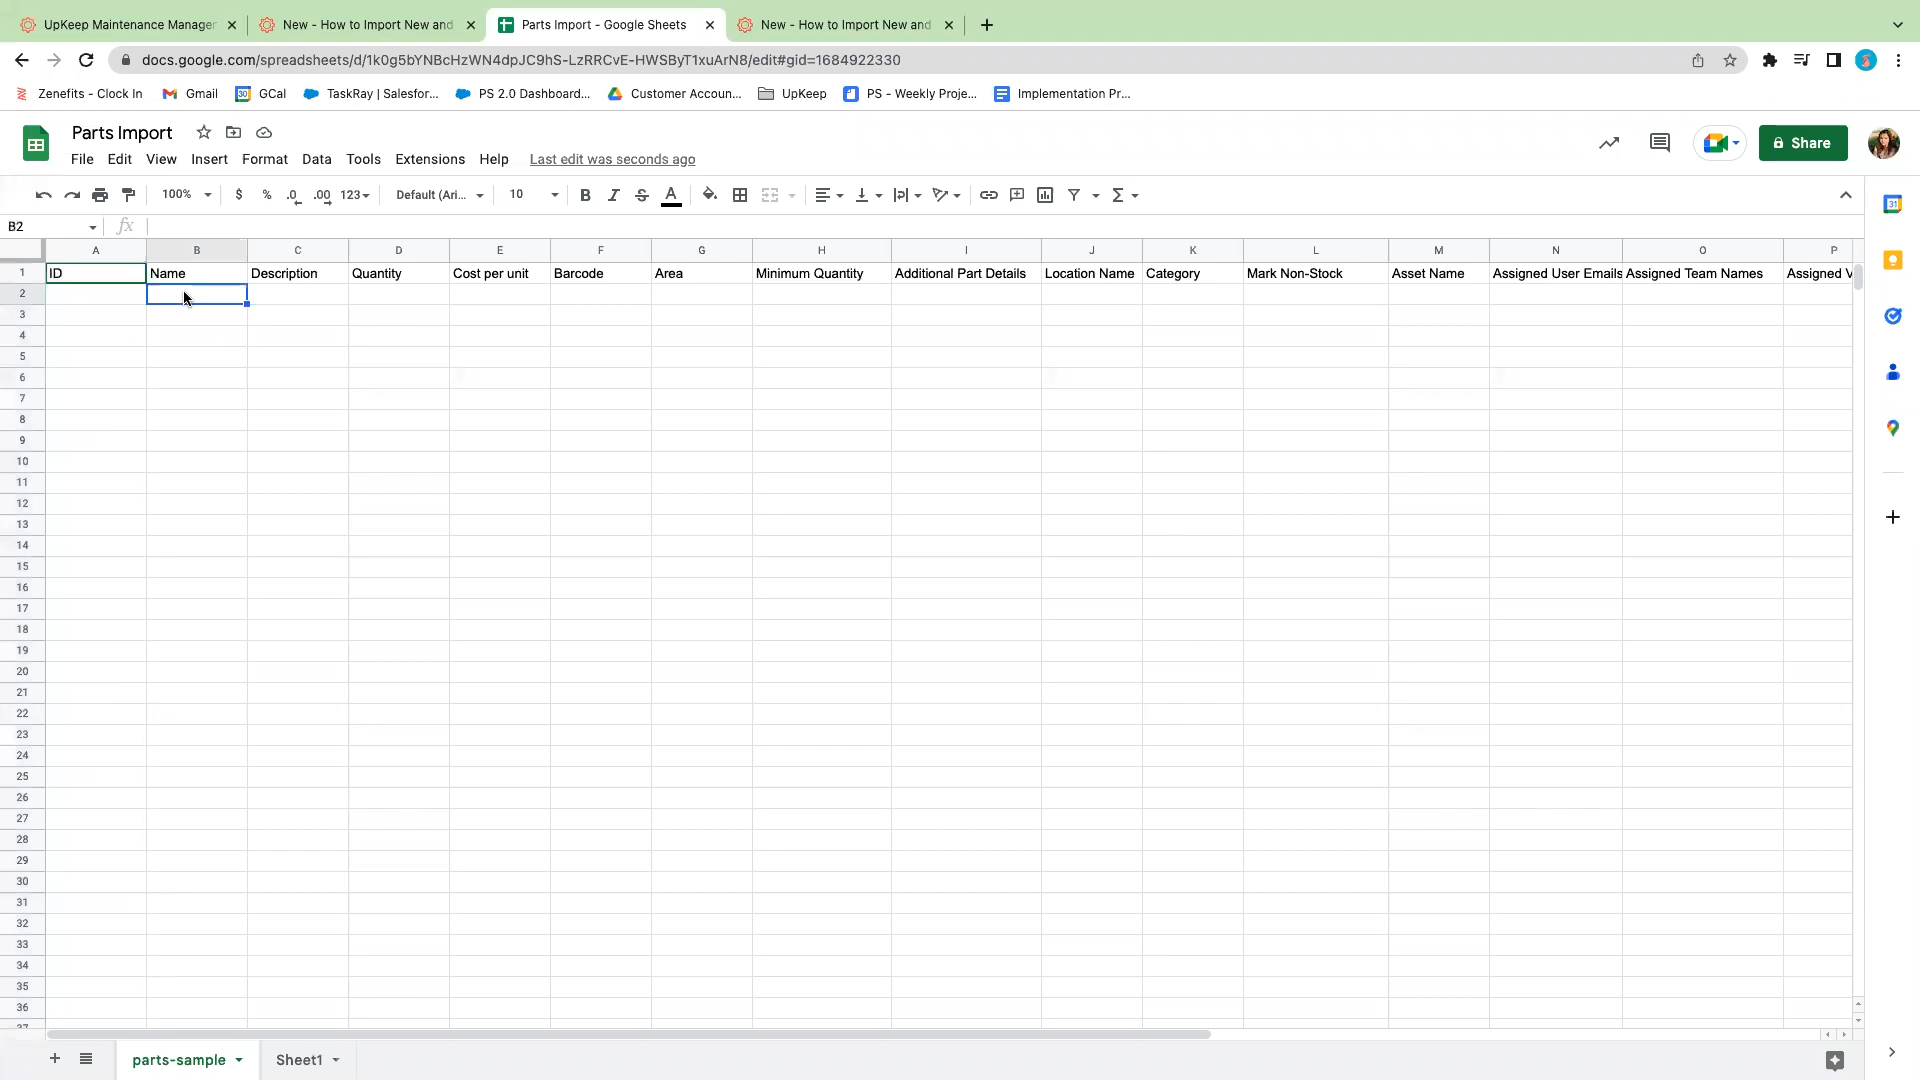 UpKeep Maintenance Manager
New - How to Import New and
Parts Import - Google Sheets
New - How to Import New and
docs.google.com/spreadsheets/d/1k0g5bYNBcHzWN4dpJC9hS-LzRRCvE-HWSByT1xuArN8/edit#gid=1684922330
Zenefits - Clock In
Gmail
30
GCal
TaskRay | Salesfor...
PS 2.0 Dashboard...
Customer Accoun...
UpKeep
PS - Weekly Proje...
Implementation Pr...
Parts Import
File Edit View Insert Format Data Tools Extensions Help Last edit was seconds ago
Share
100% $ % .0 .00 123 Default (Ari... 10 B I S A Σ
31
B2 fx
A B C D E F G H I J K L M N O P
1 ID Name Description Quantity Cost per unit Barcode Area Minimum Quantity Additional Part Details Location Name Category Mark Non-Stock Asset Name Assigned User Emails Assigned Team Names Assigned V
2
3
4
5
6
7
8
9
10
11
12
13
14
15
16
17
18
19
20
21
22
23
24
25
26
27
28
29
30
31
32
33
34
35
36
37
parts-sample
Sheet1